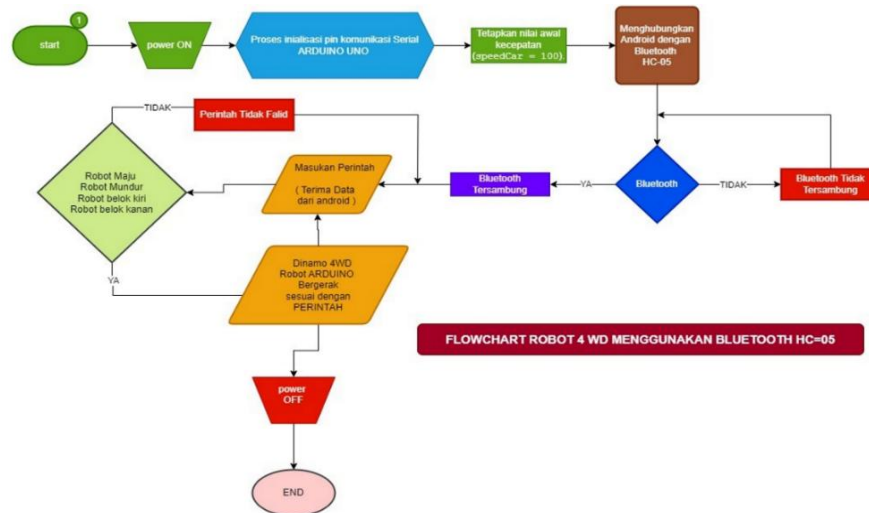 1
start
power ON
Proses inialisasi pin komunikasi Serial
ARDUINO UNO
Tetapkan nilai awal
kecepatan
(speedCar = 100).
Menghubungkan
Android dengan
Bluetooth
HC-05
TIDAK
Perintah Tidak Falid
Robot Maju
Robot Mundur
Robot belok kiri
Robot belok kanan
Masukan Perintah
( Terima Data
dari android )
Bluetooth
Tersambung
YA
Bluetooth
TIDAK
Bluetooth Tidak
Tersambung
YA
Dinamo 4WD
Robot ARDUINO
Bergerak
sesuai dengan
PERINTAH
FLOWCHART ROBOT 4 WD MENGGUNAKAN BLUETOOTH HC=05
power
OFF
END